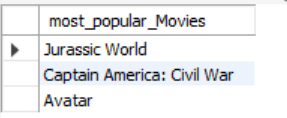 most_popular_Movies
Jurassic World
Captain America: Civil War
Avatar